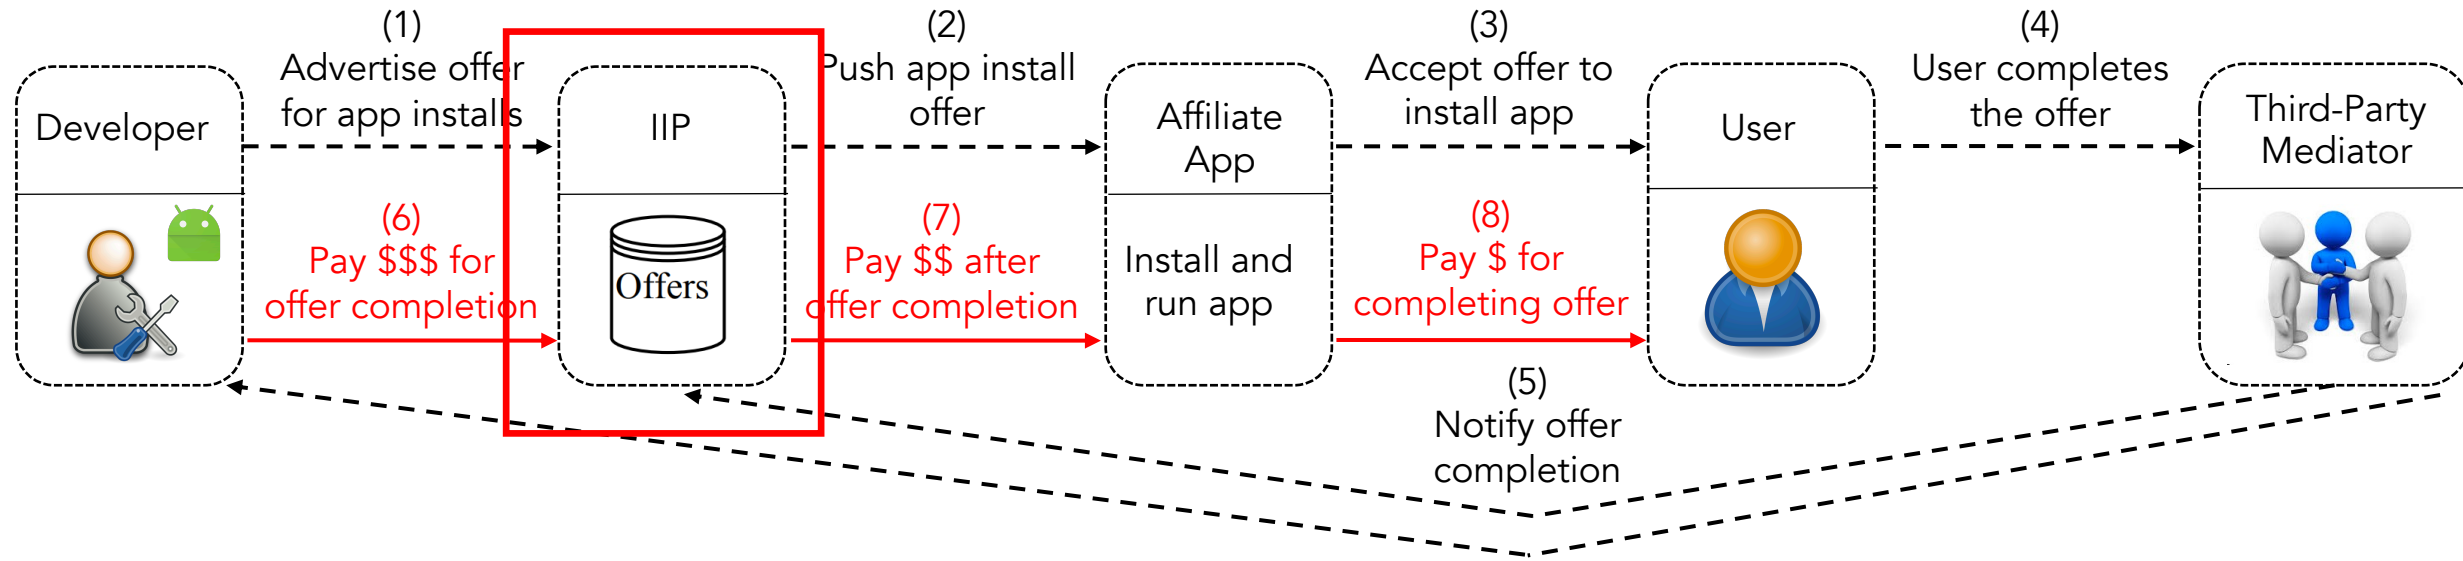 (1)
Advertise offer
for app installs
(2)
Push app install
offer
(3)
Accept offer to
install app
(4)
User completes
the offer
Developer
IIP
Affiliate
App
User
Third-Party
Mediator
(6)
Pay $$$ for
offer completion
Offers
(7)
Pay $$ after
offer completion
Install and
run app
(8)
Pay $ for
completing offer
(5)
Notify offer
completion